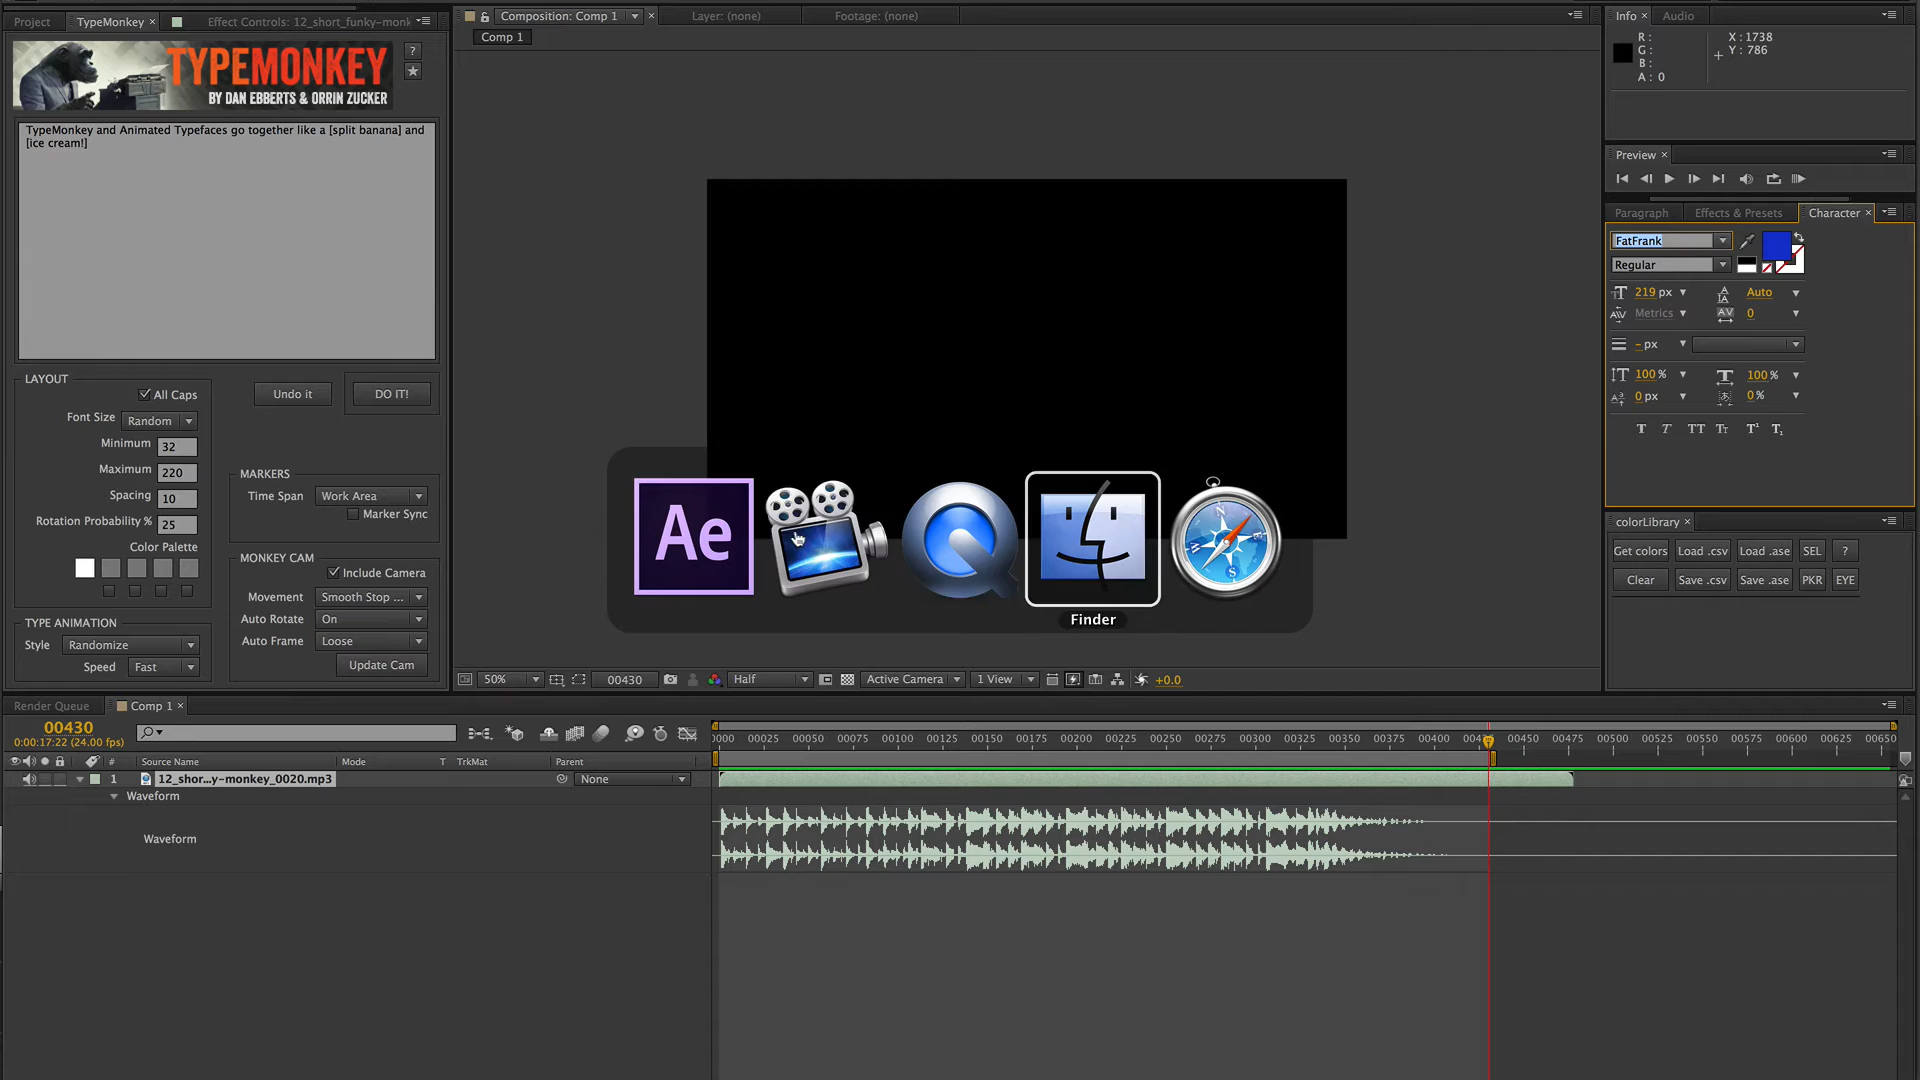 Project
TypeMonkey ×
Effect Controls: 12_short_funky-monk
Composition: Comp 1
Layer: (none)
Footage: (none)
Info ×
Audio
Comp 1
R :
G :
B :
A : 0
X : 1738
Y : 786
TYPEMONKEY
BY DAN EBBERTS & ORRIN ZUCKER
?
TypeMonkey and Animated Typefaces go together like a [split banana] and
[ice cream!]
Preview ×
Paragraph
Effects & Presets
Character ×
FatFrank
Regular
219 px
Auto
Metrics
0
- px
100 %
100 %
0 px
0 %
T T TT Tt T¹ T₁
LAYOUT
All Caps
Font Size
Random
Minimum
32
Maximum
220
Spacing
10
Rotation Probability %
25
Color Palette
TYPE ANIMATION
Style
Randomize
Speed
Fast
Undo it
DO IT!
MARKERS
Time Span
Work Area
Marker Sync
MONKEY CAM
Include Camera
Movement
Smooth Stop ...
Auto Rotate
On
Auto Frame
Loose
Update Cam
Ae
Finder
colorLibrary ×
Get colors
Load .csv
Load .ase
SEL
?
Clear
Save .csv
Save .ase
PKR
EYE
50%
00430
Half
Active Camera
1 View
+0.0
Render Queue
Comp 1 ×
00430
0:00:17:22 (24.00 fps)
#
Source Name
Mode
T
TrkMat
Parent
0000 00025 00050 00075 00100 00125 00150 00175 00200 00225 00250 00275 00300 00325 00350 00375 00400 00450 00500 00525 00550 00575 00600 00625 00650
1
12_shor...y-monkey_0020.mp3
None
Waveform
Waveform